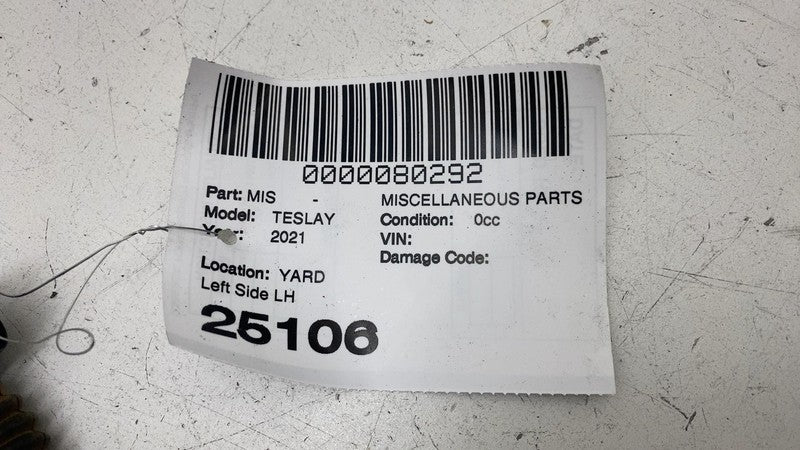 0000080292
Part: MIS - MISCELLANEOUS PARTS
Model: TESLAY Condition: 0cc
Year: 2021 VIN:
Damage Code:
Location: YARD
Left Side LH
25106